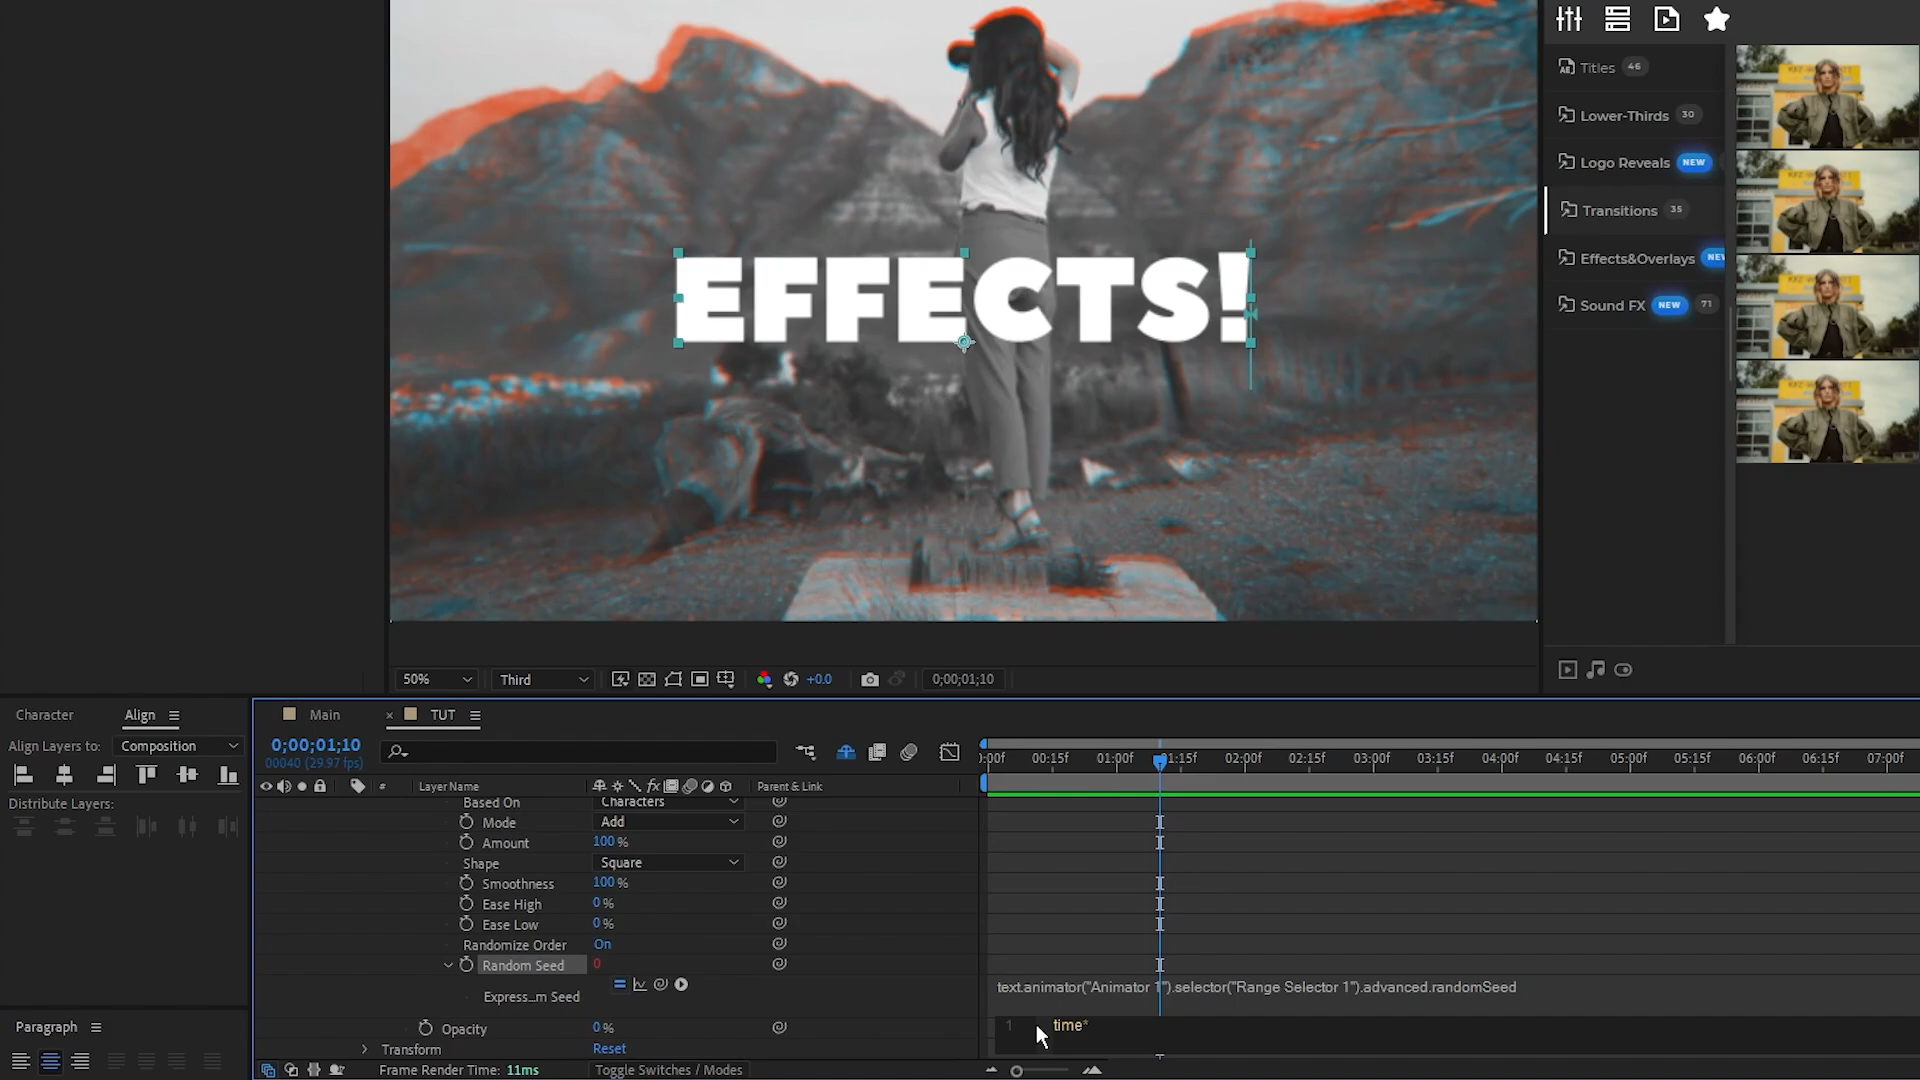 Titles 46
Lower-Thirds 30
Logo Reveals NEW
Transitions 35
Effects&Overlays NEW
Sound FX NEW 71
EFFECTS!
50% Third +0.0 0;00;01;10
Character Align
Align Layers to: Composition
Distribute Layers:
Paragraph
Main × TUT
0;00;01;10
00040 (29.97 fps)
:00f 00:15f 01:00f 01:15f 02:00f 02:15f 03:00f 03:15f 04:00f 04:15f 05:00f 05:15f 06:00f 06:15f 07:00f
# Layer Name fx Parent & Link
Based On Characters
Mode Add
Amount 100 %
Shape Square
Smoothness 100 %
Ease High 0 %
Ease Low 0 %
Randomize Order On
Random Seed 0
Express...m Seed
text.animator("Animator 1").selector("Range Selector 1").advanced.randomSeed
1 time*
Opacity 0 %
Transform Reset
Frame Render Time: 11ms Toggle Switches / Modes